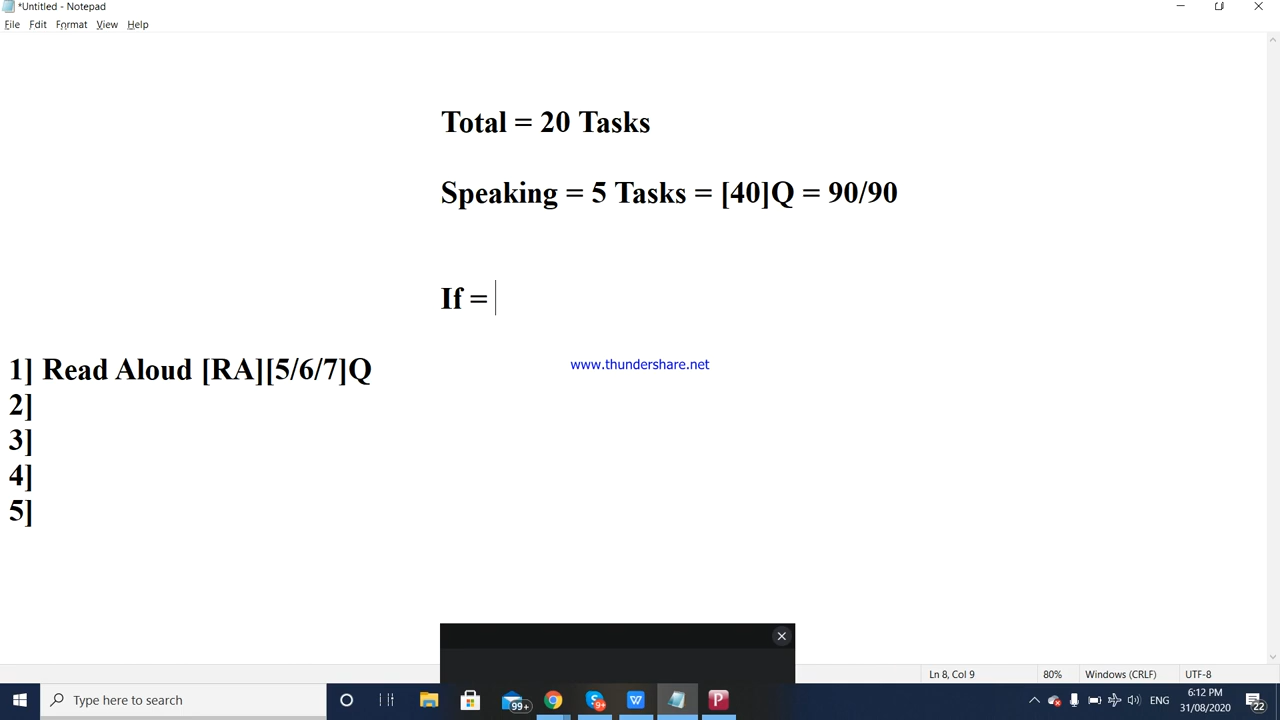 *Untitled - Notepad
File Edit Format View Help
Total = 20 Tasks
Speaking = 5 Tasks = [40]Q = 90/90
If =
www.thundershare.net
1] Read Aloud [RA][5/6/7]Q
2]
3]
4]
5]
Ln 8, Col 9 80% Windows (CRLF) UTF-8
Type here to search
99+
9+
W
P
ENG
6:12 PM
31/08/2020
22